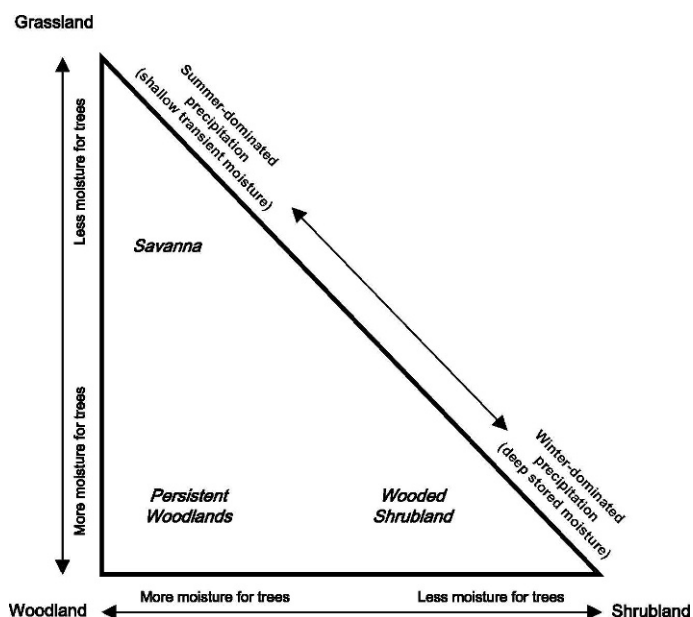 Grassland
Summer-dominated
precipitation
(shallow transient moisture)
Less moisture for trees
Savanna
More moisture for trees
Persistent
Woodlands
Wooded
Shrubland
Winter-dominated
precipitation
(deep stored moisture)
More moisture for trees
Less moisture for trees
Woodland
Shrubland